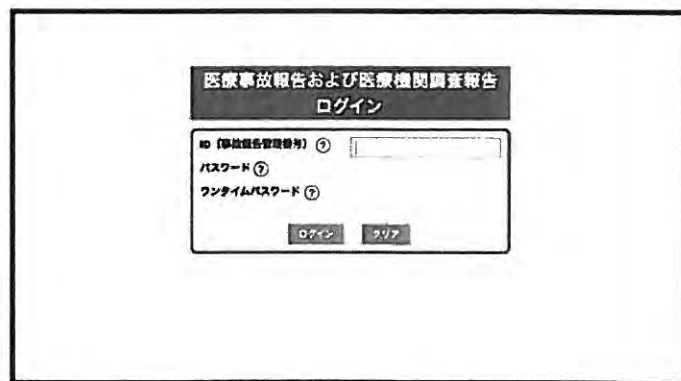 医療事故報告および医療機関調査報告
ログイン
ID（事故報告管理番号） ?
パスワード ?
ワンタイムパスワード ?
ログイン クリア